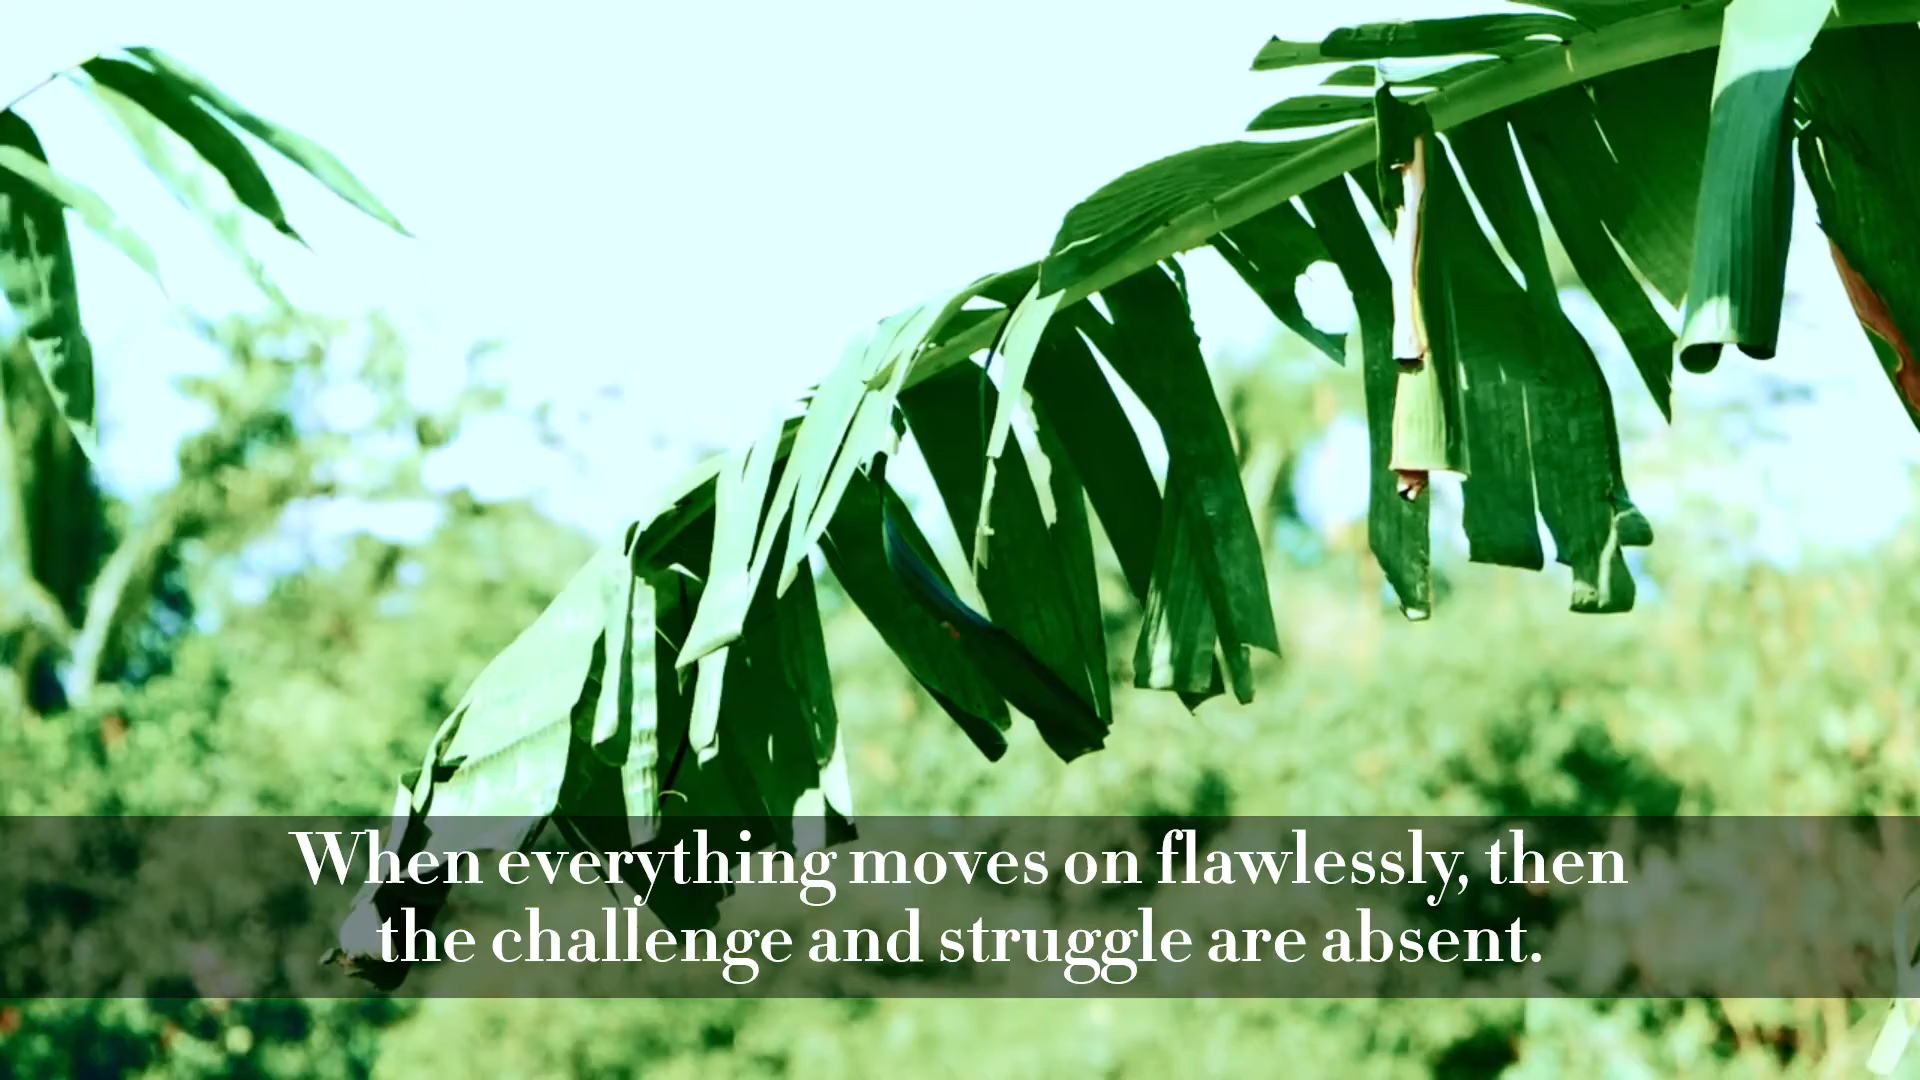 When everything moves on flawlessly, then
the challenge and struggle are absent.